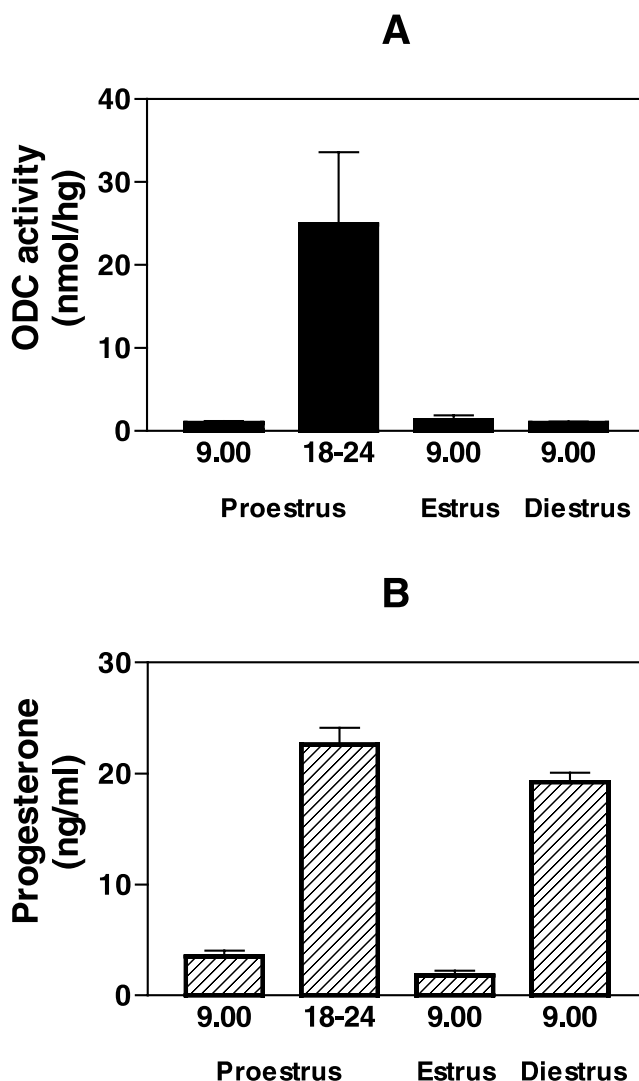 A
ODC activity
(nmol/hg)
40
30
20
10
0
9.00 18-24 9.00 9.00
Proestrus Estrus Diestrus
B
Progesterone
(ng/ml)
30
20
10
0
9.00 18-24 9.00 9.00
Proestrus Estrus Diestrus